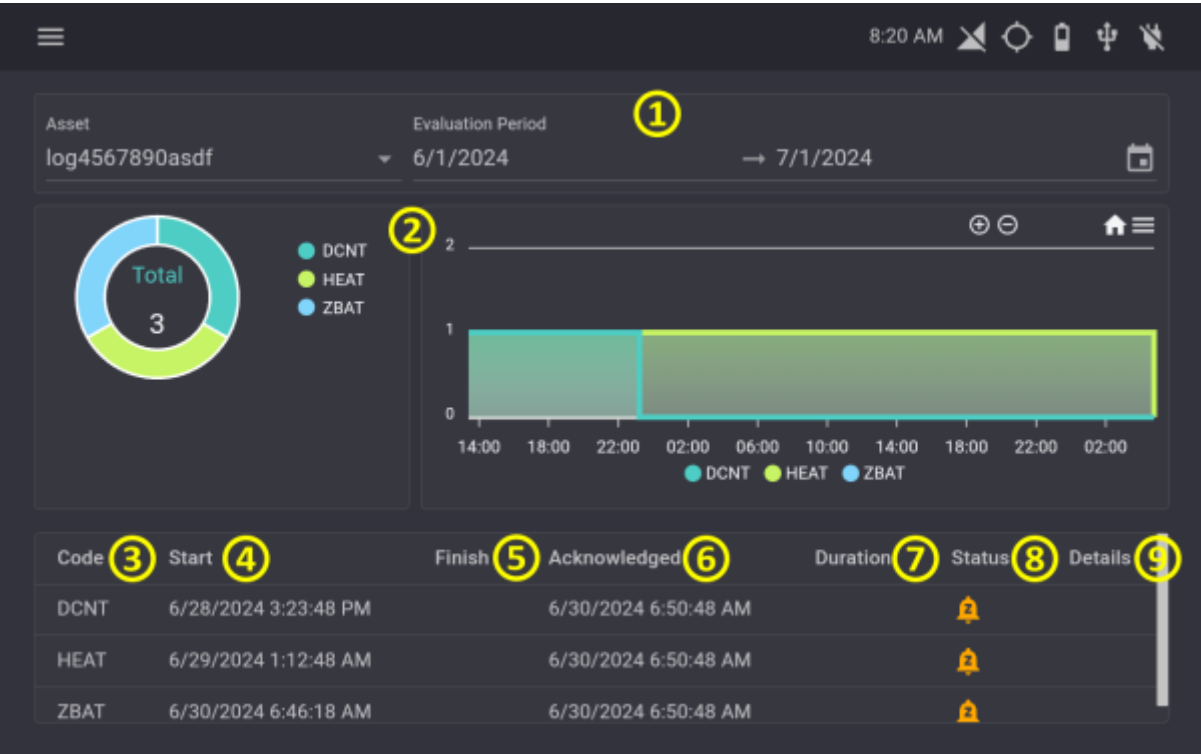 8:20 AM
1
Asset
Evaluation Period
log4567890asdf
6/1/2024 → 7/1/2024
2
Total
3
DCNT
HEAT
ZBAT
2
1
0
14:00 18:00 22:00 02:00 06:00 10:00 14:00 18:00 22:00 02:00
DCNT HEAT ZBAT
Code 3 Start 4 Finish 5 Acknowledged 6 Duration 7 Status 8 Details 9
DCNT 6/28/2024 3:23:48 PM 6/30/2024 6:50:48 AM z
HEAT 6/29/2024 1:12:48 AM 6/30/2024 6:50:48 AM z
ZBAT 6/30/2024 6:46:18 AM 6/30/2024 6:50:48 AM z